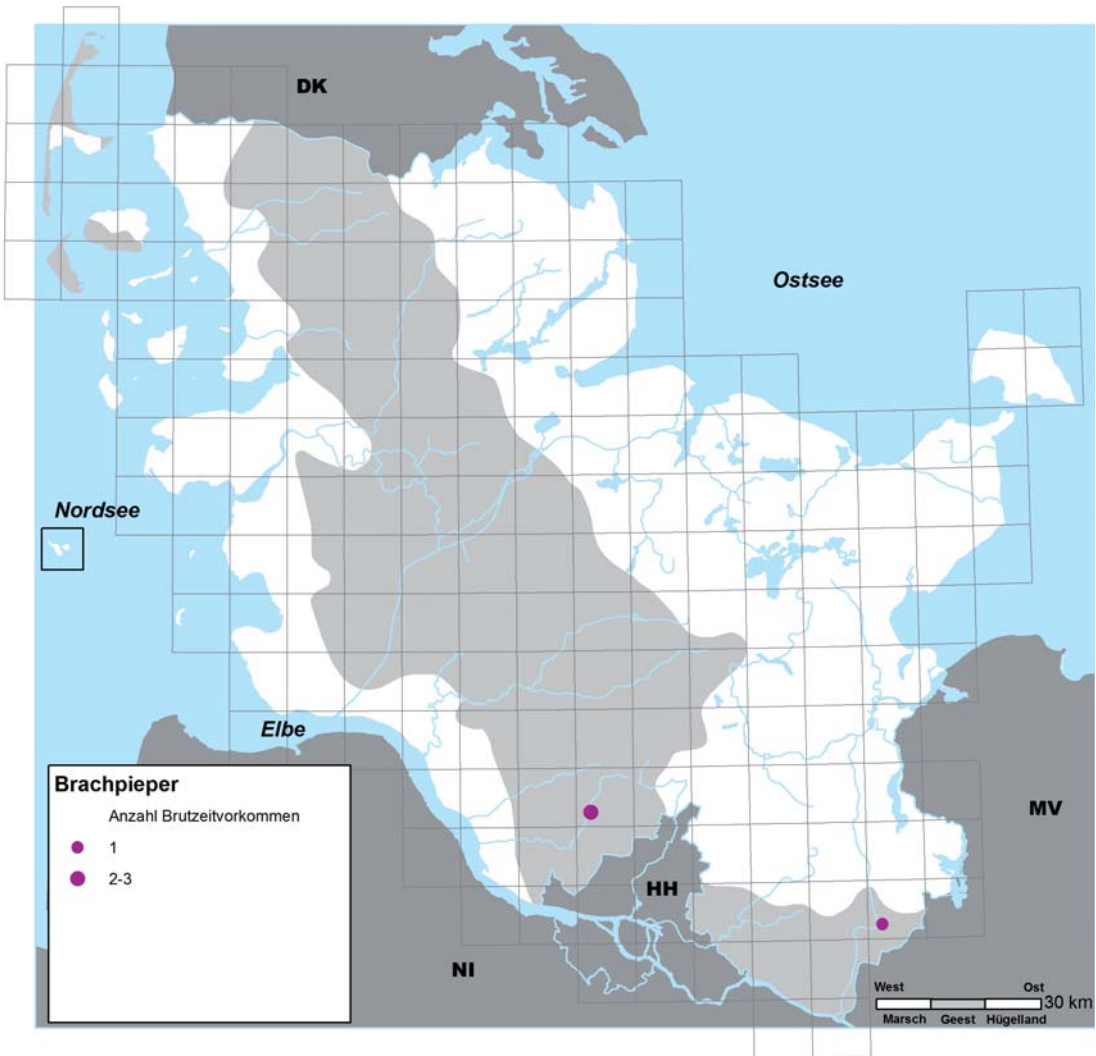 DK
Ostsee
Nordsee
Elbe
Brachpieper
Anzahl Brutzeitvorkommen
1
2-3
MV
HH
NI
West Ost
30 km
Marsch Geest Hügelland